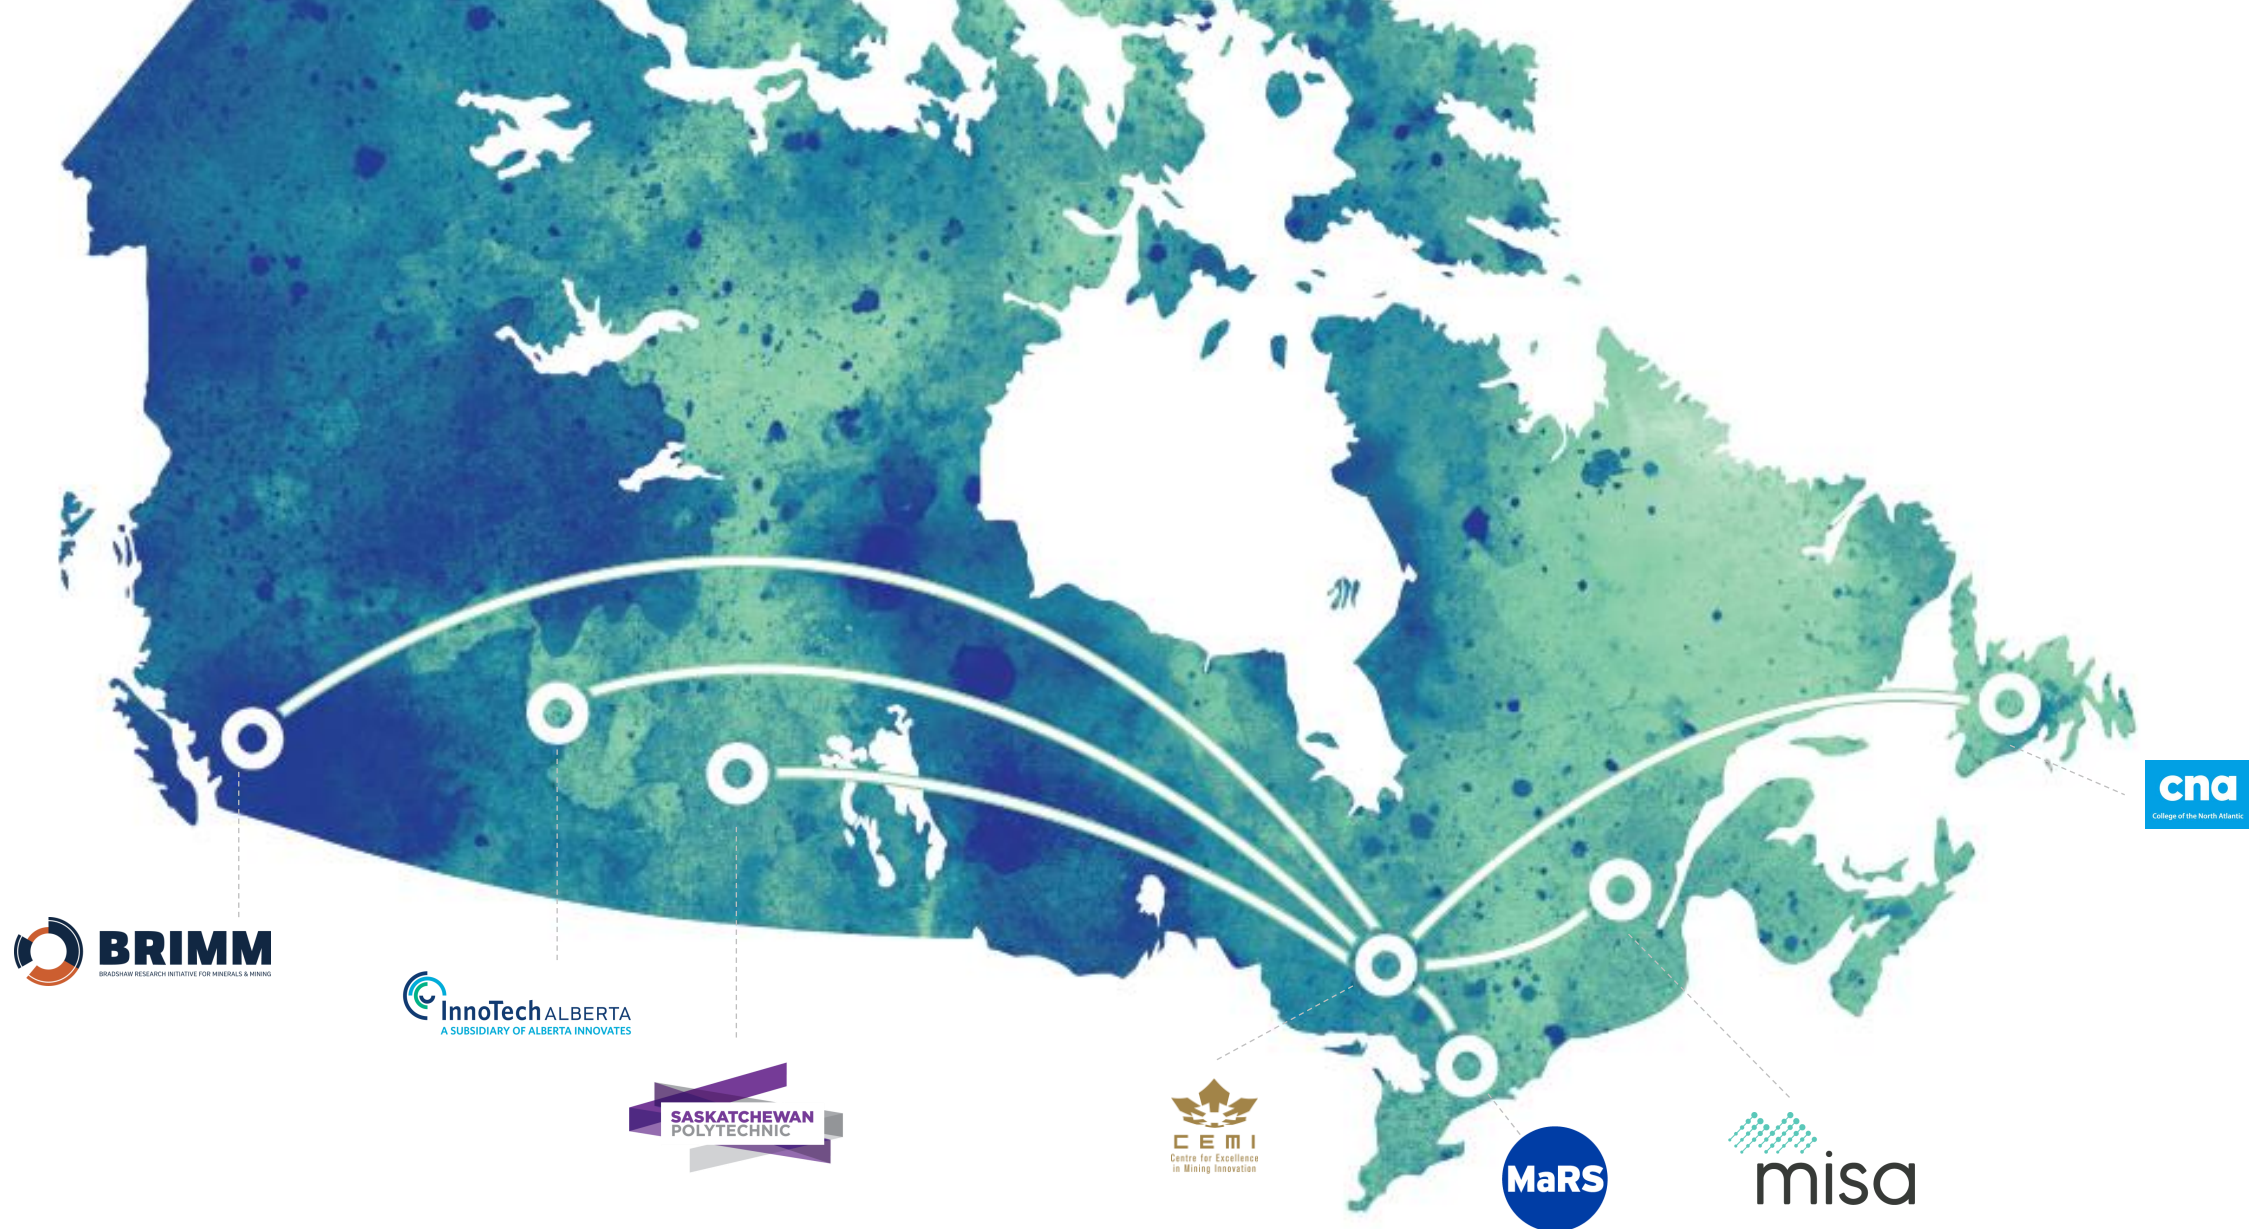 cna
College of the North Atlantic
BRIMM
BRADSHAW RESEARCH INITIATIVE FOR MINERALS & MINING
InnoTech ALBERTA
A SUBSIDIARY OF ALBERTA INNOVATES
SASKATCHEWAN
POLYTECHNIC
CEMI
Centre for Excellence
in Mining Innovation
MaRS
misa